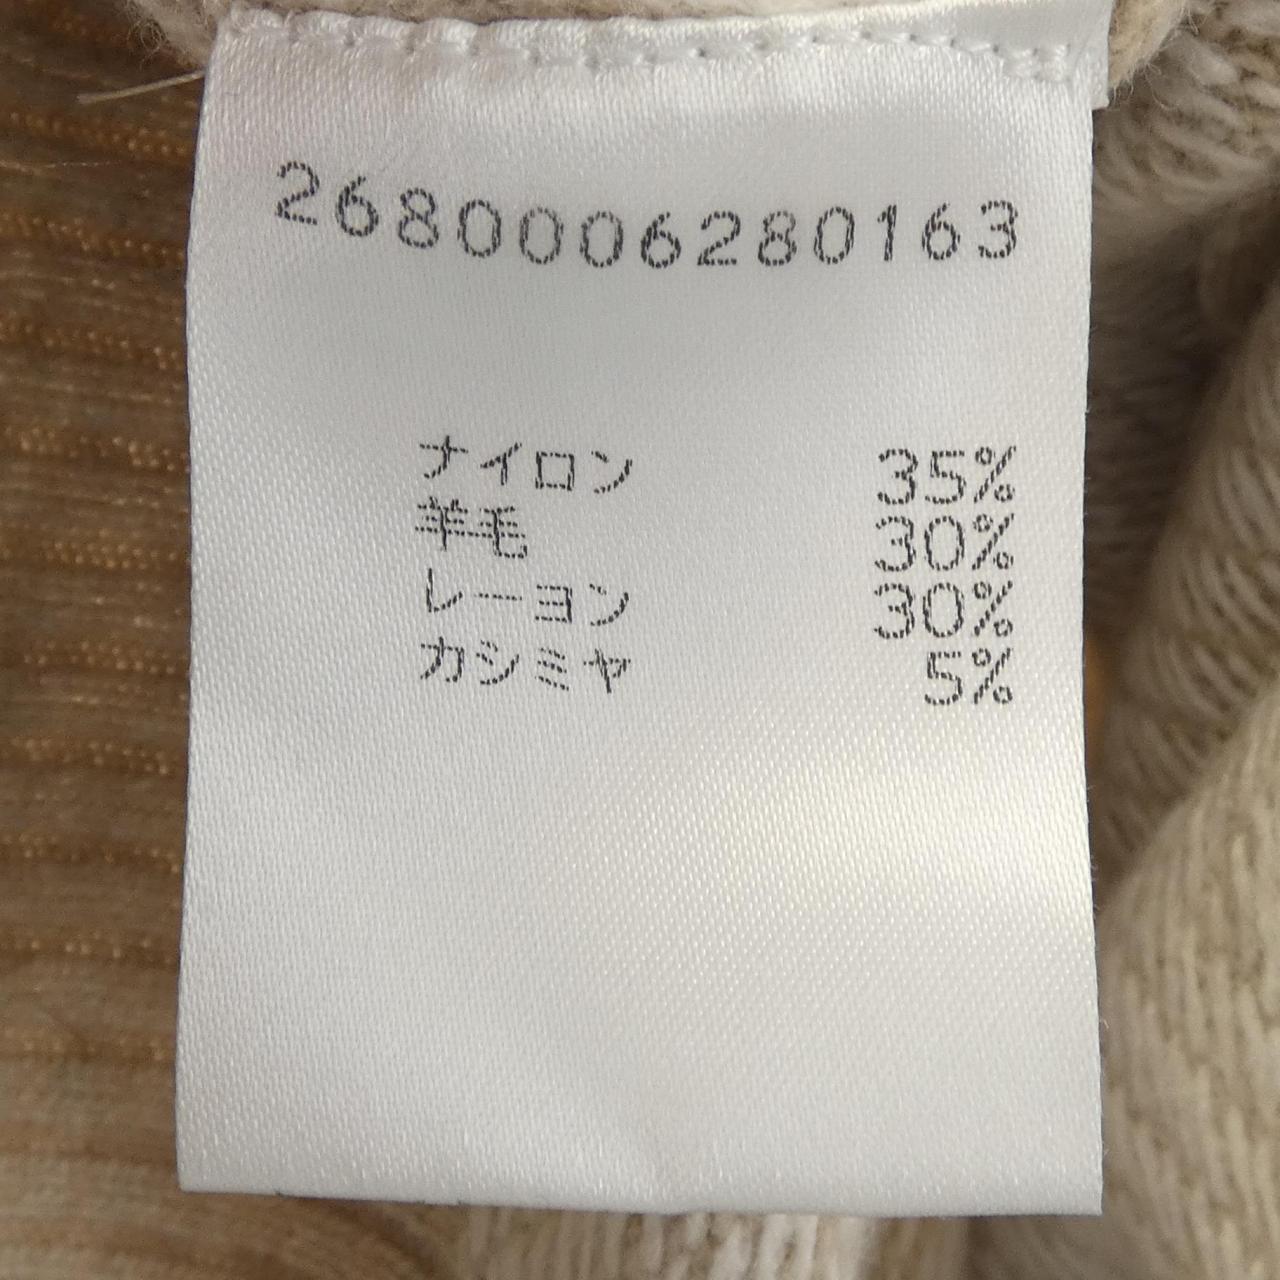 2680006280163
ナイロン 35%
羊毛 30%
レーヨン 30%
カシミヤ 5%